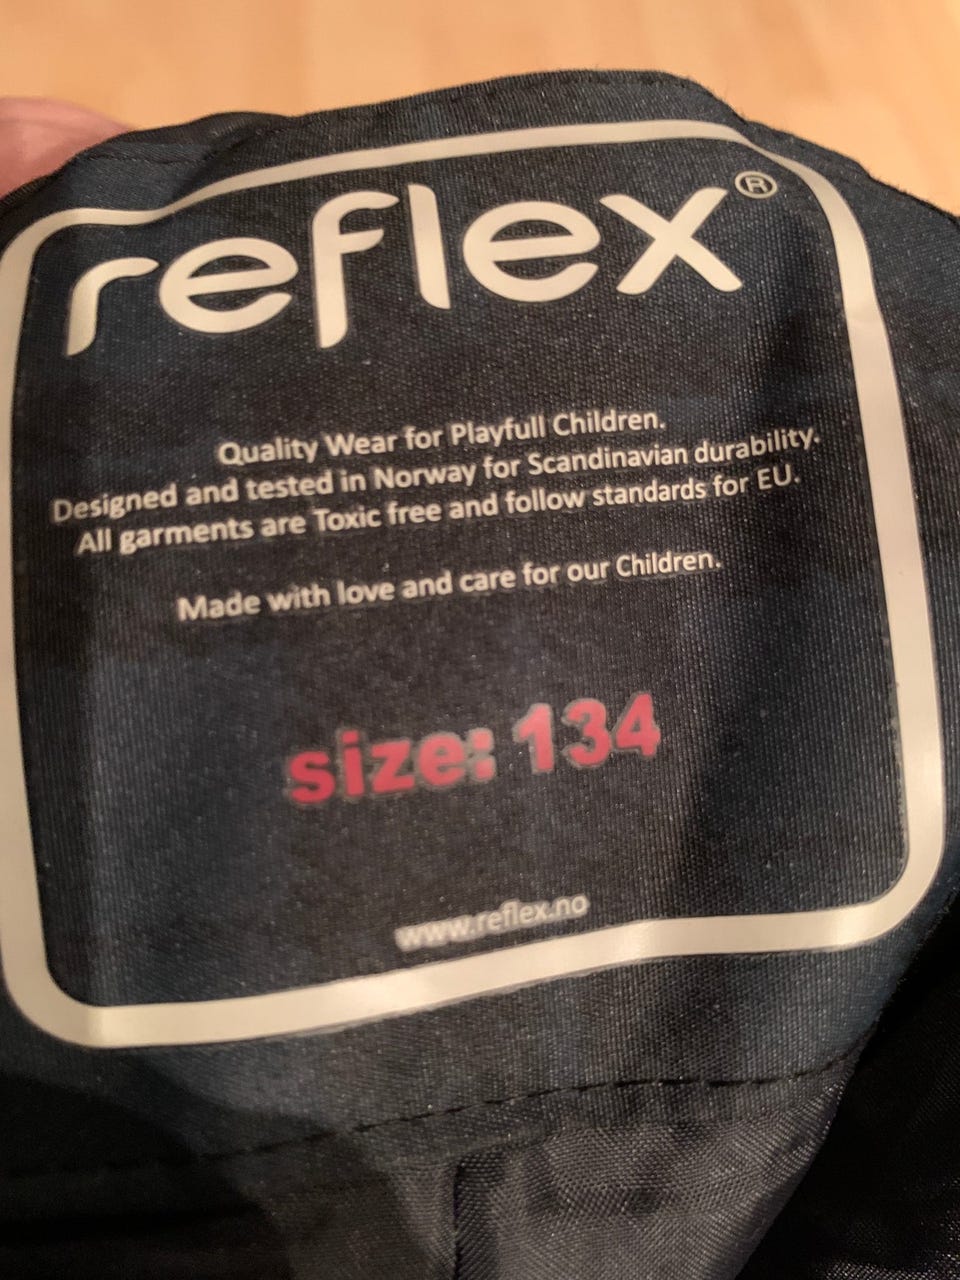 reflex®
Quality Wear for Playfull Children.
Designed and tested in Norway for Scandinavian durability.
All garments are Toxic free and follow standards for EU.
Made with love and care for our Children.
size: 134
www.reflex.no